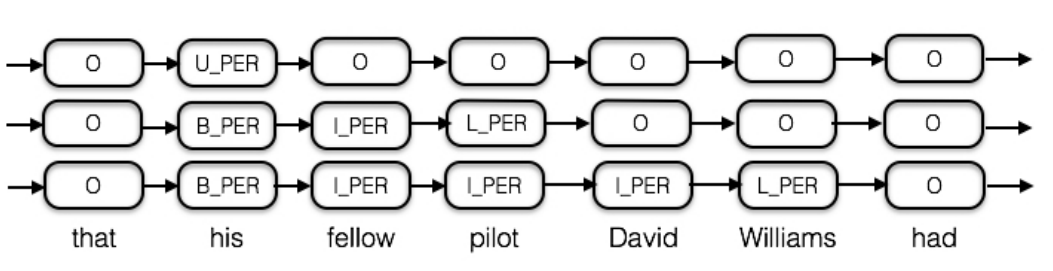 O U_PER O O O O O
O B_PER I_PER L_PER O O O
O B_PER I_PER I_PER I_PER L_PER O
that his fellow pilot David Williams had